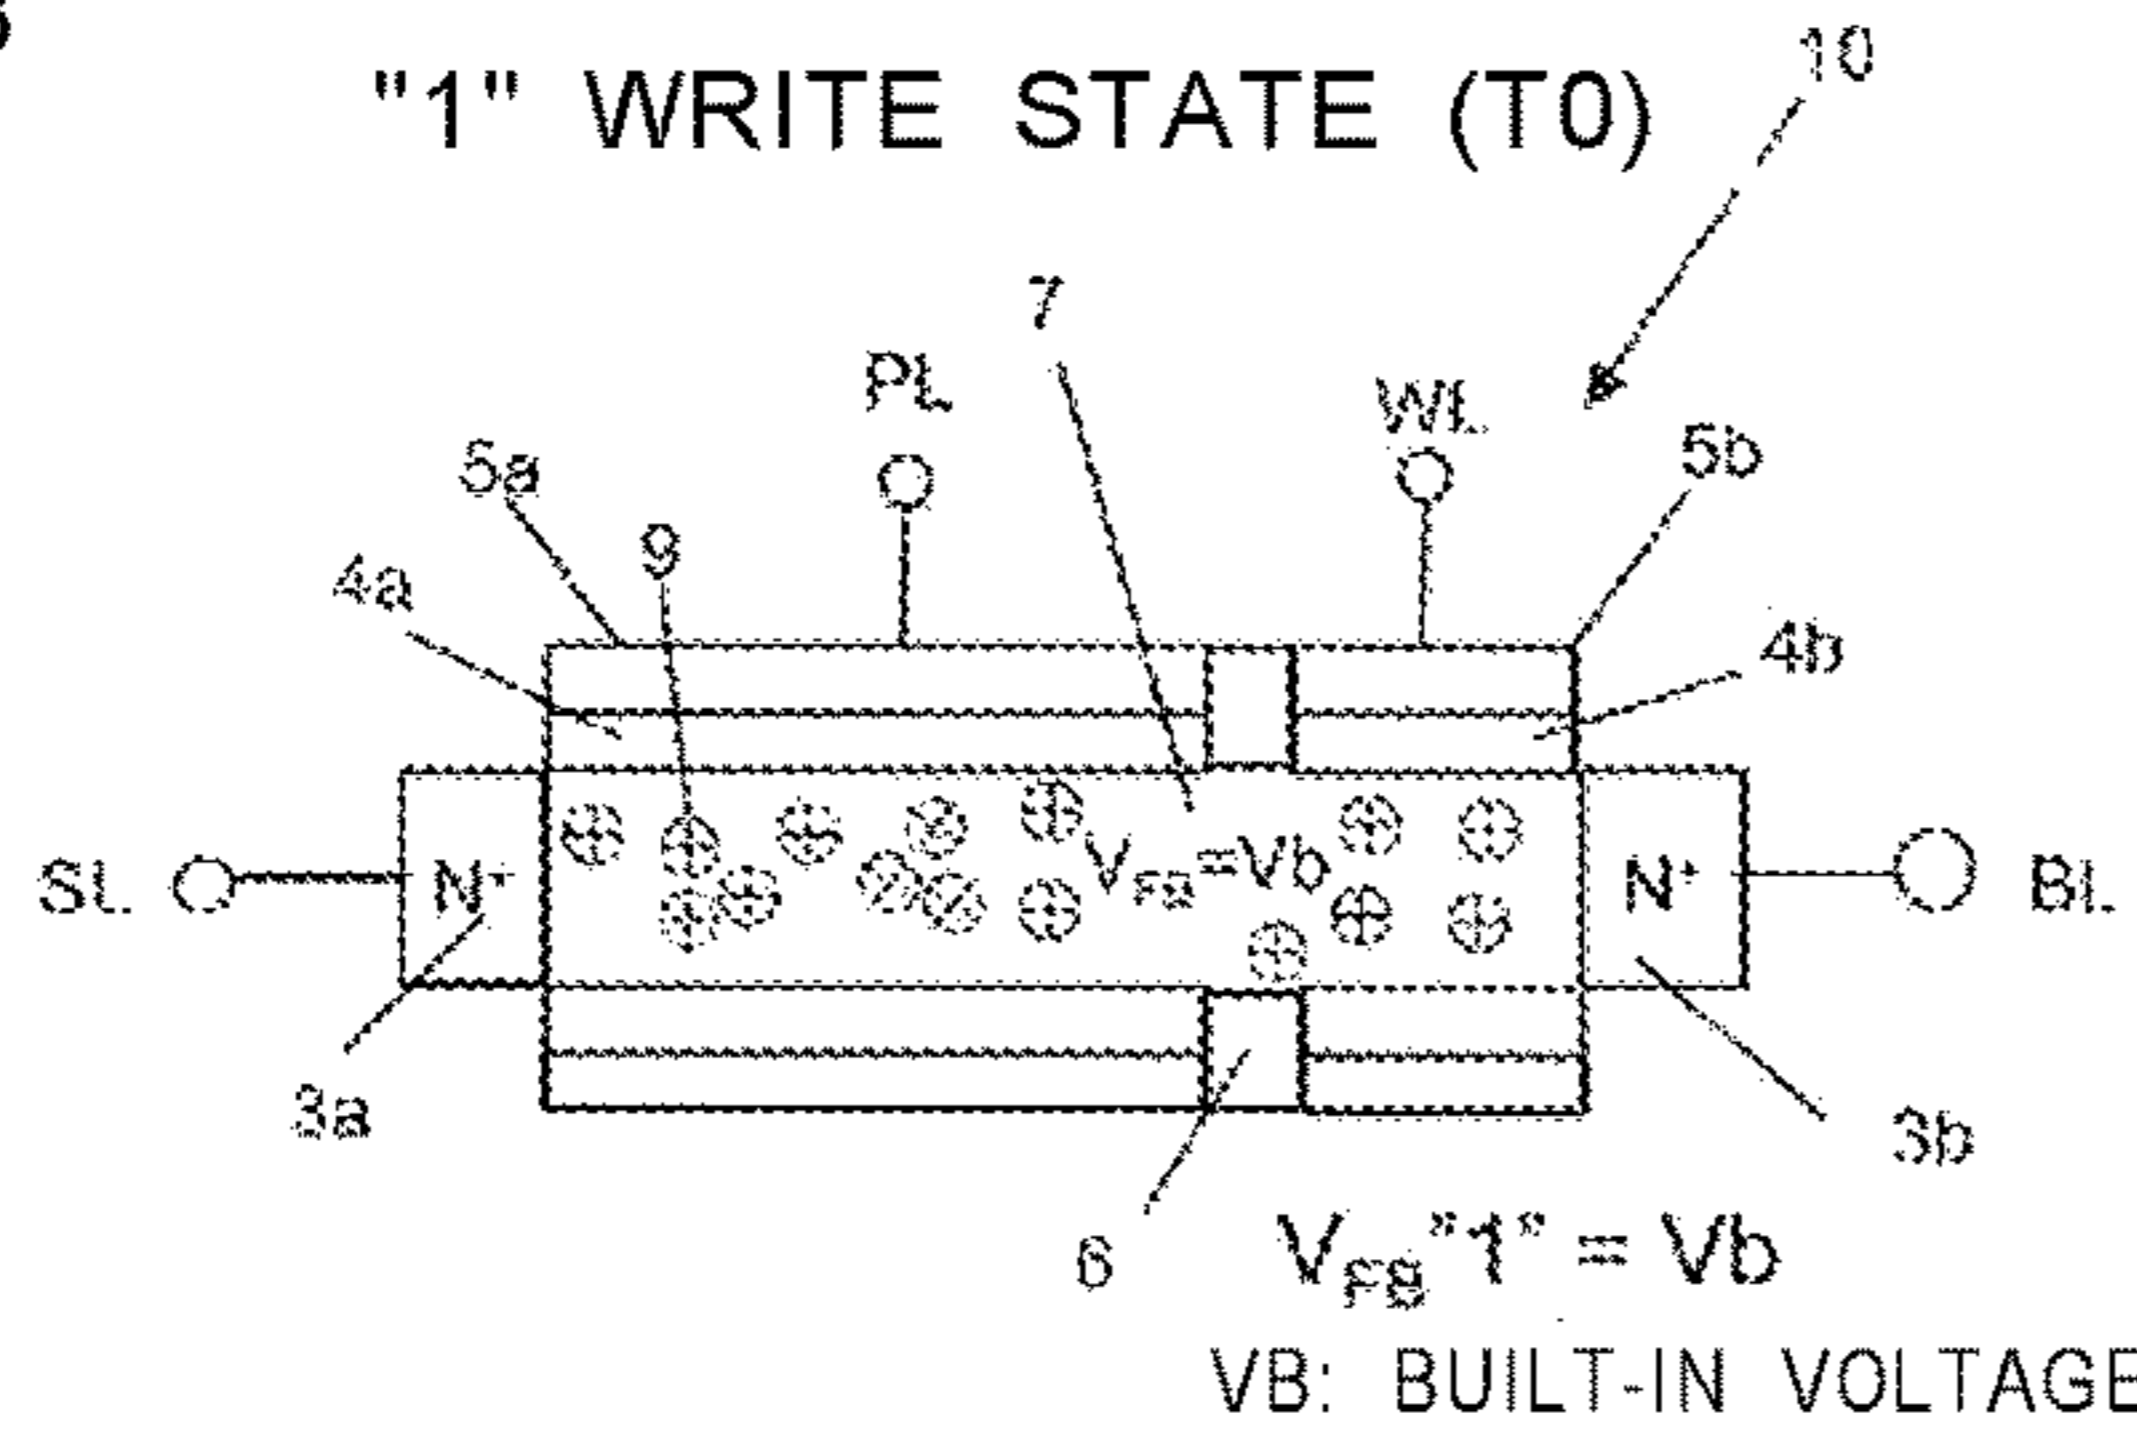 "1" WRITE STATE (T0)
10
7
PL
WL
5a
5b
9
4a
4b
SL
N+
VFB=Vb
N+
BL
3a
3b
6
VFB"1" = Vb
VB: BUILT-IN VOLTAGE